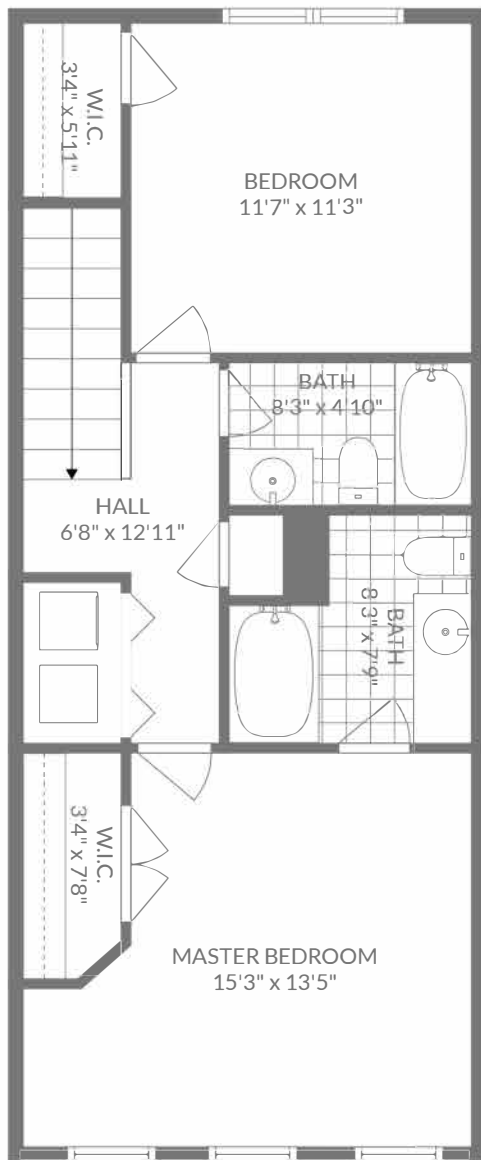 W.I.C.
3'4" x 5'11"
BEDROOM
11'7" x 11'3"
BATH
8'3" x 4'10"
HALL
6'8" x 12'11"
BATH
8'3" x 7'9"
W.I.C.
3'4" x 7'8"
MASTER BEDROOM
15'3" x 13'5"